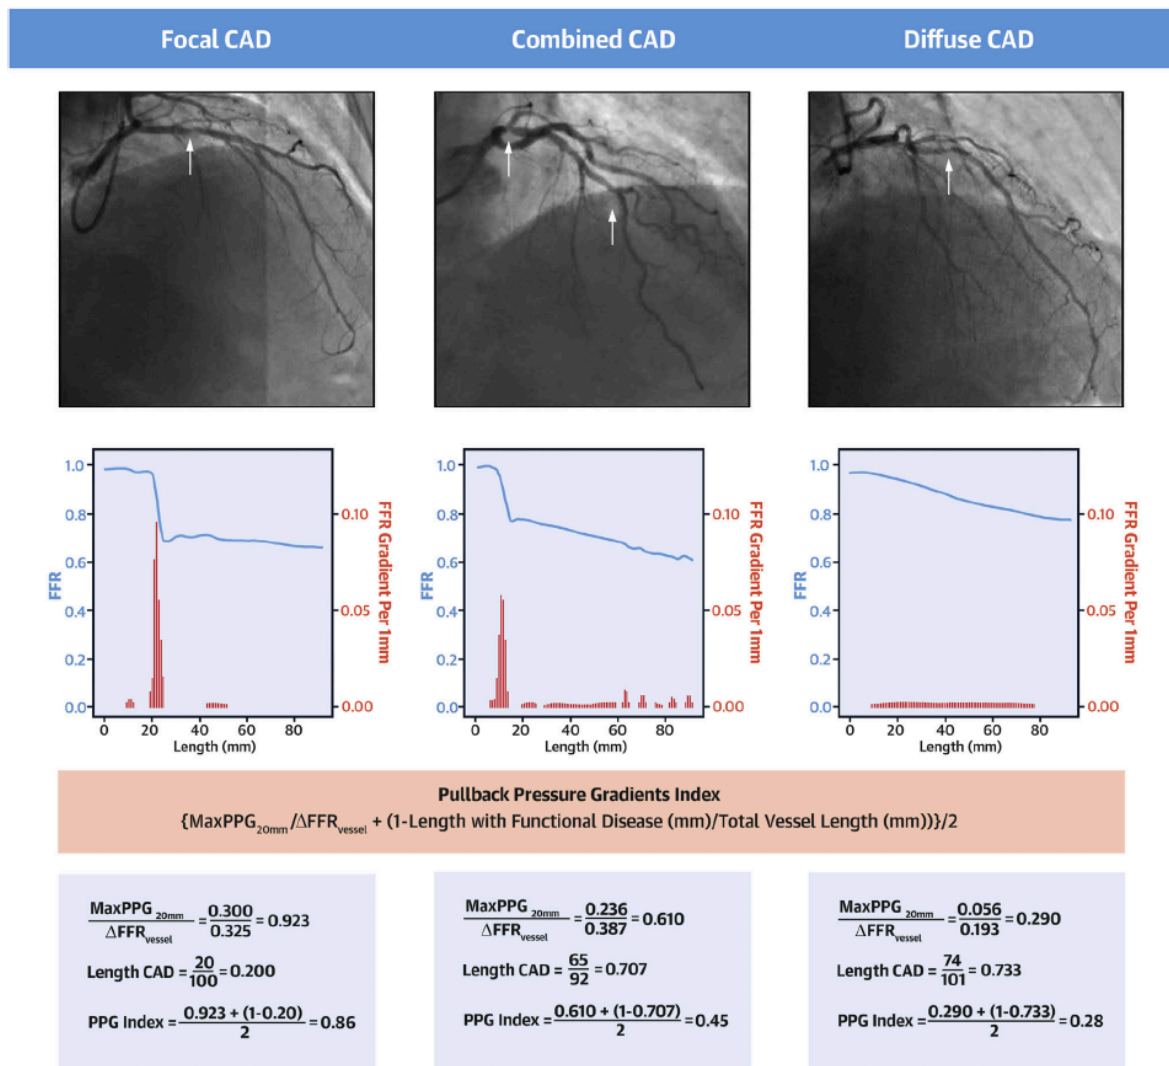 Focal CAD
Combined CAD
Diffuse CAD
1.0
0.8
0.6
0.4
0.2
0.0
FFR
0.10
0.05
0.00
FFR Gradient Per 1mm
0 20 40 60 80
Length (mm)
1.0
0.8
0.6
0.4
0.2
0.0
FFR
0.10
0.05
0.00
FFR Gradient Per 1mm
0 20 40 60 80
Length (mm)
1.0
0.8
0.6
0.4
0.2
0.0
FFR
0.10
0.05
0.00
FFR Gradient Per 1mm
0 20 40 60 80
Length (mm)
Pullback Pressure Gradients Index
{MaxPPG20mm/ΔFFRvessel + (1-Length with Functional Disease (mm)/Total Vessel Length (mm))}/2
MaxPPG 20mm / ΔFFRvessel = 0.300/0.325 = 0.923
Length CAD = 20/100 = 0.200
PPG Index = 0.923 + (1-0.20)/2 = 0.86
MaxPPG 20mm / ΔFFRvessel = 0.236/0.387 = 0.610
Length CAD = 65/92 = 0.707
PPG Index = 0.610 + (1-0.707)/2 = 0.45
MaxPPG 20mm / ΔFFRvessel = 0.056/0.193 = 0.290
Length CAD = 74/101 = 0.733
PPG Index = 0.290 + (1-0.733)/2 = 0.28